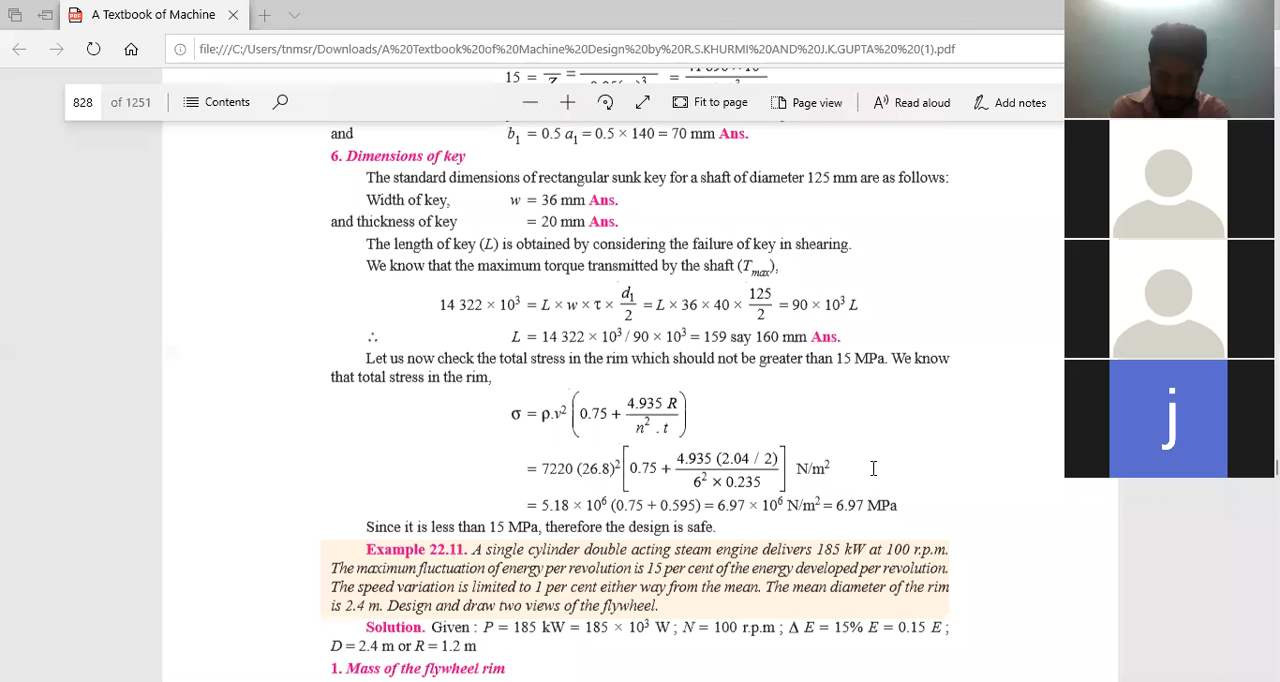 A Textbook of Machine
file:///C:/Users/tnmsr/Downloads/A%20Textbook%20of%20Machine%20Design%20by%20R.S.KHURMI%20AND%20J.K.GUPTA%20%20(1).pdf
15 =
828 of 1251 Contents Fit to page Page view Read aloud Add notes
and b₁ = 0.5 a₁ = 0.5 × 140 = 70 mm Ans.
6. Dimensions of key
The standard dimensions of rectangular sunk key for a shaft of diameter 125 mm are as follows:
Width of key, w = 36 mm Ans.
and thickness of key = 20 mm Ans.
The length of key (L) is obtained by considering the failure of key in shearing.
We know that the maximum torque transmitted by the shaft (Tmax),
14 322 × 10³ = L × w × τ × d₁/2 = L × 36 × 40 × 125/2 = 90 × 10³ L
∴ L = 14 322 × 10³ / 90 × 10³ = 159 say 160 mm Ans.
Let us now check the total stress in the rim which should not be greater than 15 MPa. We know
that total stress in the rim,
σ = ρ.v² (0.75 + 4.935 R / n² . t)
= 7220 (26.8)² [0.75 + 4.935 (2.04 / 2) / 6² × 0.235] N/m²
= 5.18 × 10⁶ (0.75 + 0.595) = 6.97 × 10⁶ N/m² = 6.97 MPa
Since it is less than 15 MPa, therefore the design is safe.
Example 22.11. A single cylinder double acting steam engine delivers 185 kW at 100 r.p.m.
The maximum fluctuation of energy per revolution is 15 per cent of the energy developed per revolution.
The speed variation is limited to 1 per cent either way from the mean. The mean diameter of the rim
is 2.4 m. Design and draw two views of the flywheel.
Solution. Given : P = 185 kW = 185 × 10³ W ; N = 100 r.p.m ; Δ E = 15% E = 0.15 E ;
D = 2.4 m or R = 1.2 m
1. Mass of the flywheel rim
j